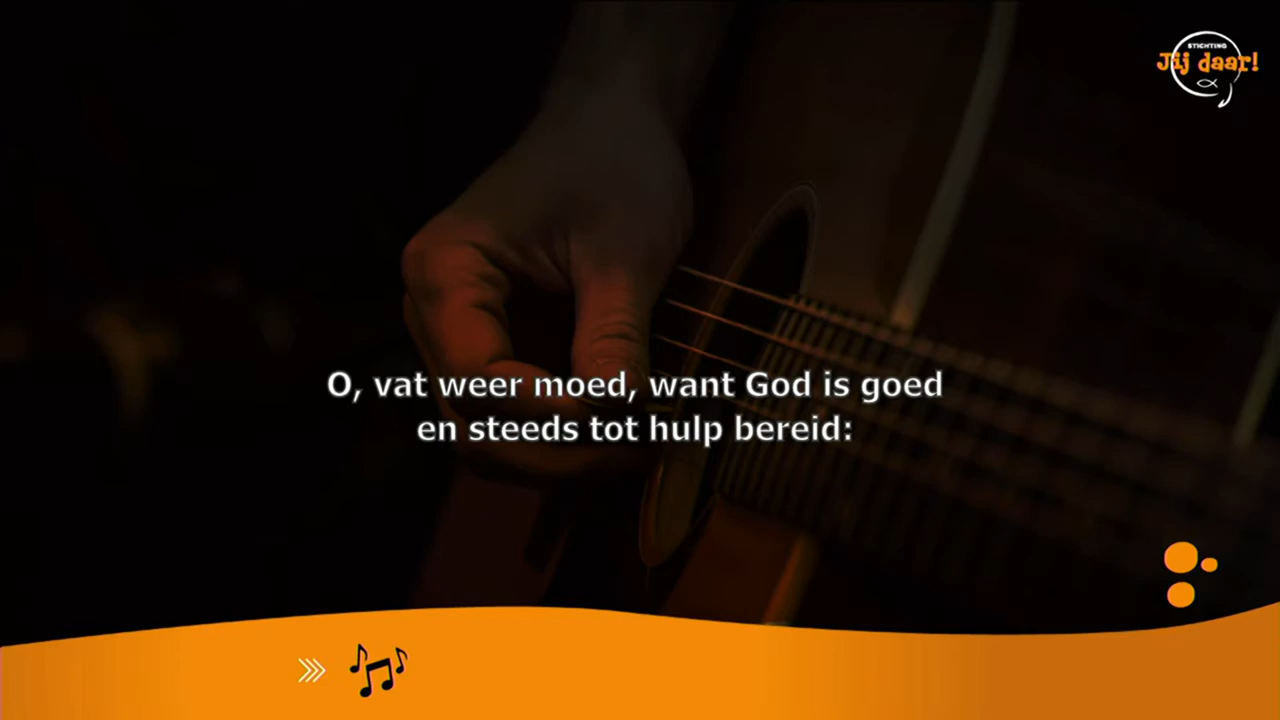 STICHTING
Jij daar!
O, vat weer moed, want God is goed
en steeds tot hulp bereid: